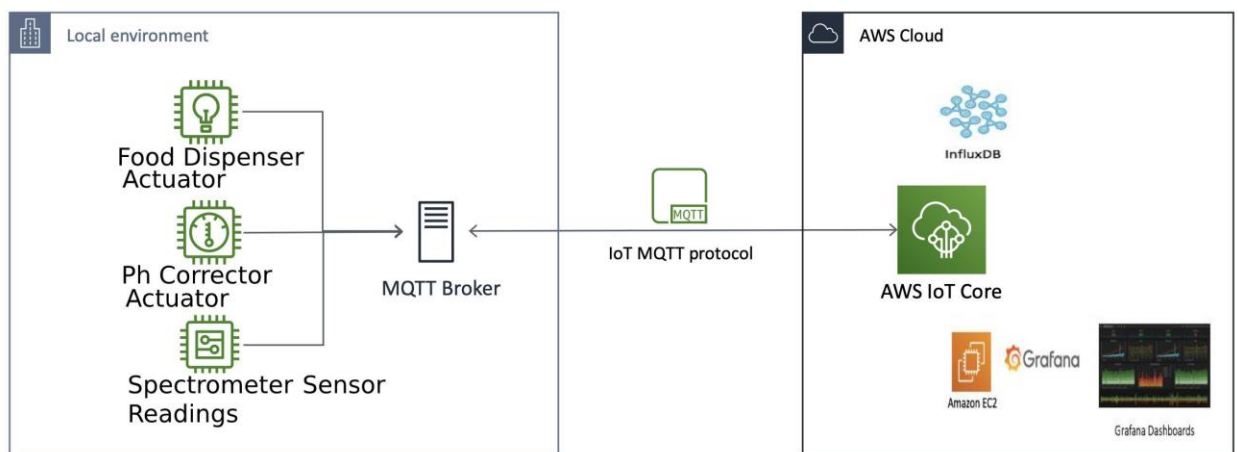 Local environment
Food Dispenser
Actuator
Ph Corrector
Actuator
Spectrometer Sensor
Readings
MQTT Broker
MQTT
IoT MQTT protocol
AWS Cloud
InfluxDB
AWS IoT Core
Amazon EC2
Grafana
Grafana Dashboards